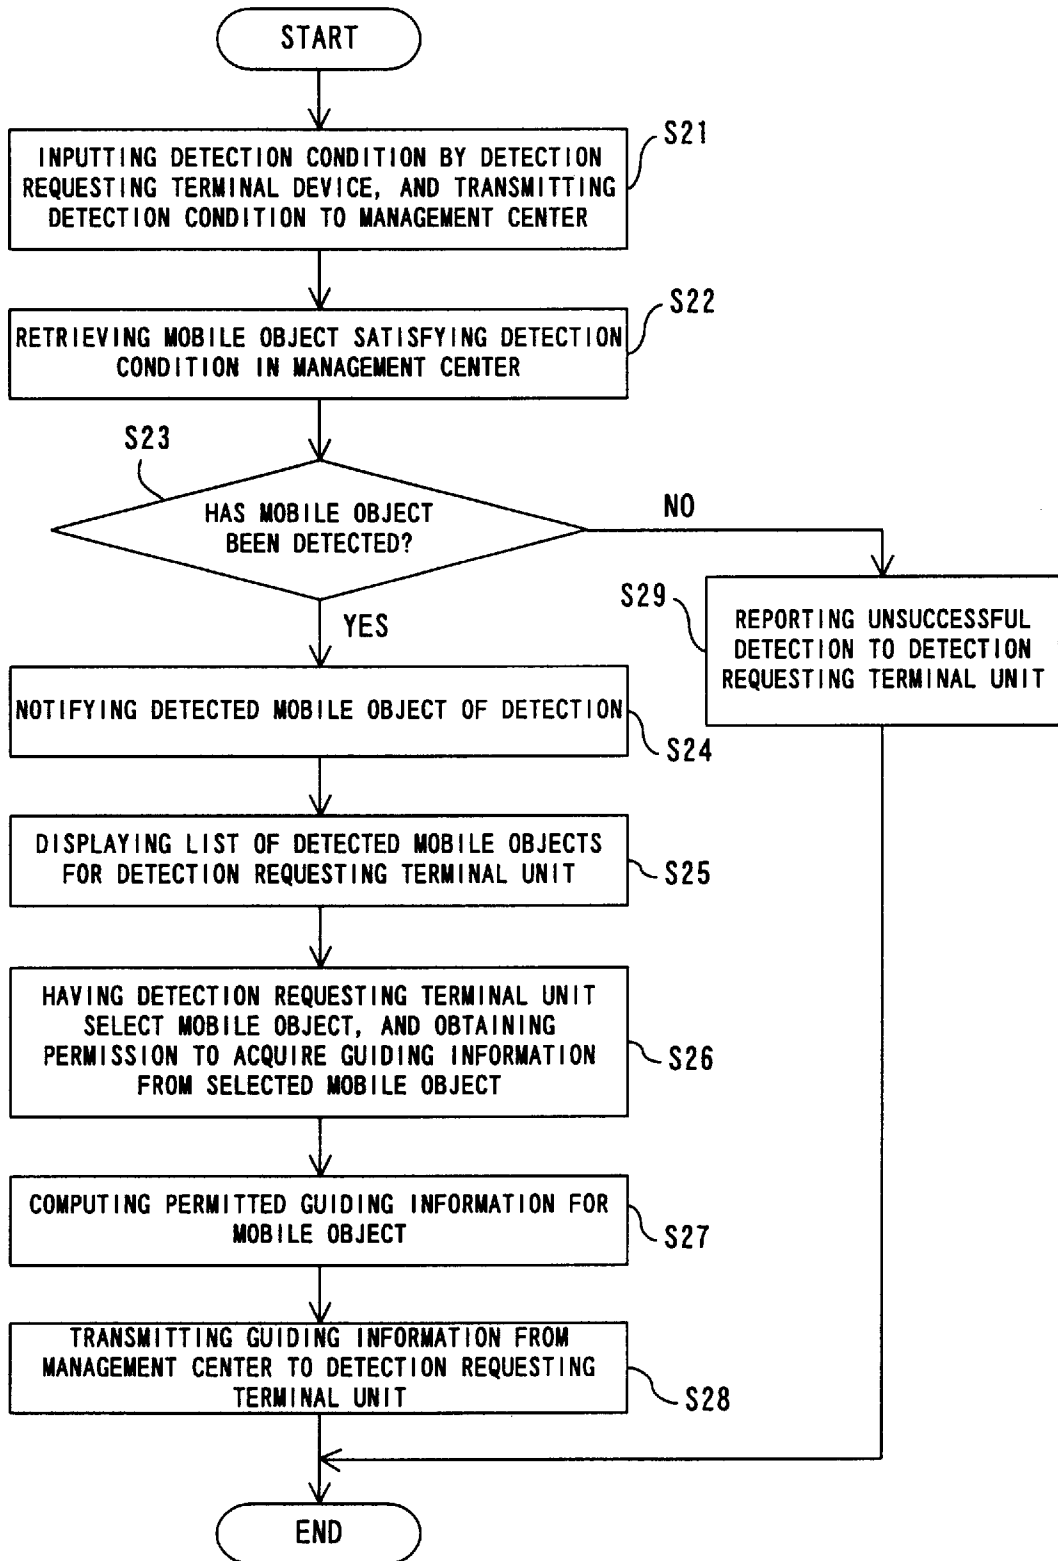 START
S21
INPUTTING DETECTION CONDITION BY DETECTION
REQUESTING TERMINAL DEVICE, AND TRANSMITTING
DETECTION CONDITION TO MANAGEMENT CENTER
S22
RETRIEVING MOBILE OBJECT SATISFYING DETECTION
CONDITION IN MANAGEMENT CENTER
S23
HAS MOBILE OBJECT
BEEN DETECTED?
NO
YES
S29
REPORTING UNSUCCESSFUL
DETECTION TO DETECTION
REQUESTING TERMINAL UNIT
NOTIFYING DETECTED MOBILE OBJECT OF DETECTION
S24
DISPLAYING LIST OF DETECTED MOBILE OBJECTS
FOR DETECTION REQUESTING TERMINAL UNIT
S25
HAVING DETECTION REQUESTING TERMINAL UNIT
SELECT MOBILE OBJECT, AND OBTAINING
PERMISSION TO ACQUIRE GUIDING INFORMATION
FROM SELECTED MOBILE OBJECT
S26
COMPUTING PERMITTED GUIDING INFORMATION FOR
MOBILE OBJECT
S27
TRANSMITTING GUIDING INFORMATION FROM
MANAGEMENT CENTER TO DETECTION REQUESTING
TERMINAL UNIT
S28
END